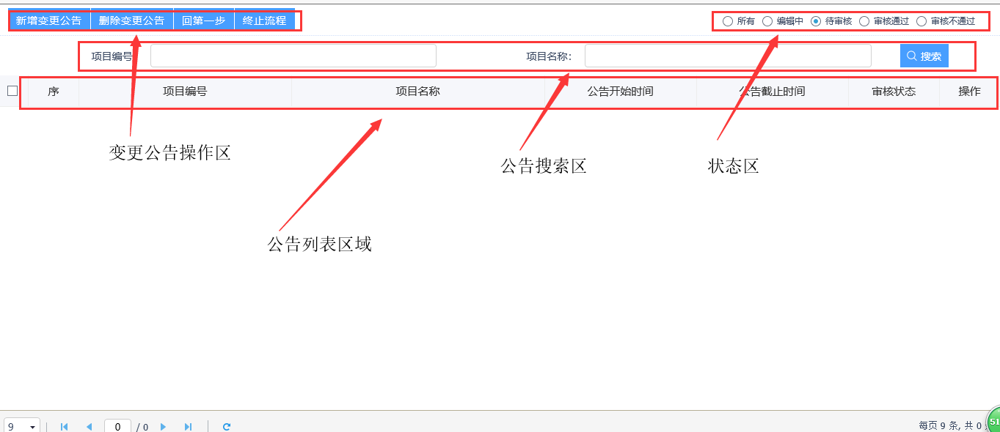 新增变更公告 删除变更公告 回第一步 终止流程 所有 编辑中 待审核 审核通过 审核不通过
项目编号 项目名称: 搜索
序 项目编号 项目名称 公告开始时间 公告截止时间 审核状态 操作
变更公告操作区
公告搜索区 状态区
公告列表区域
9 0 / 0 每页 9 条, 共 0
51